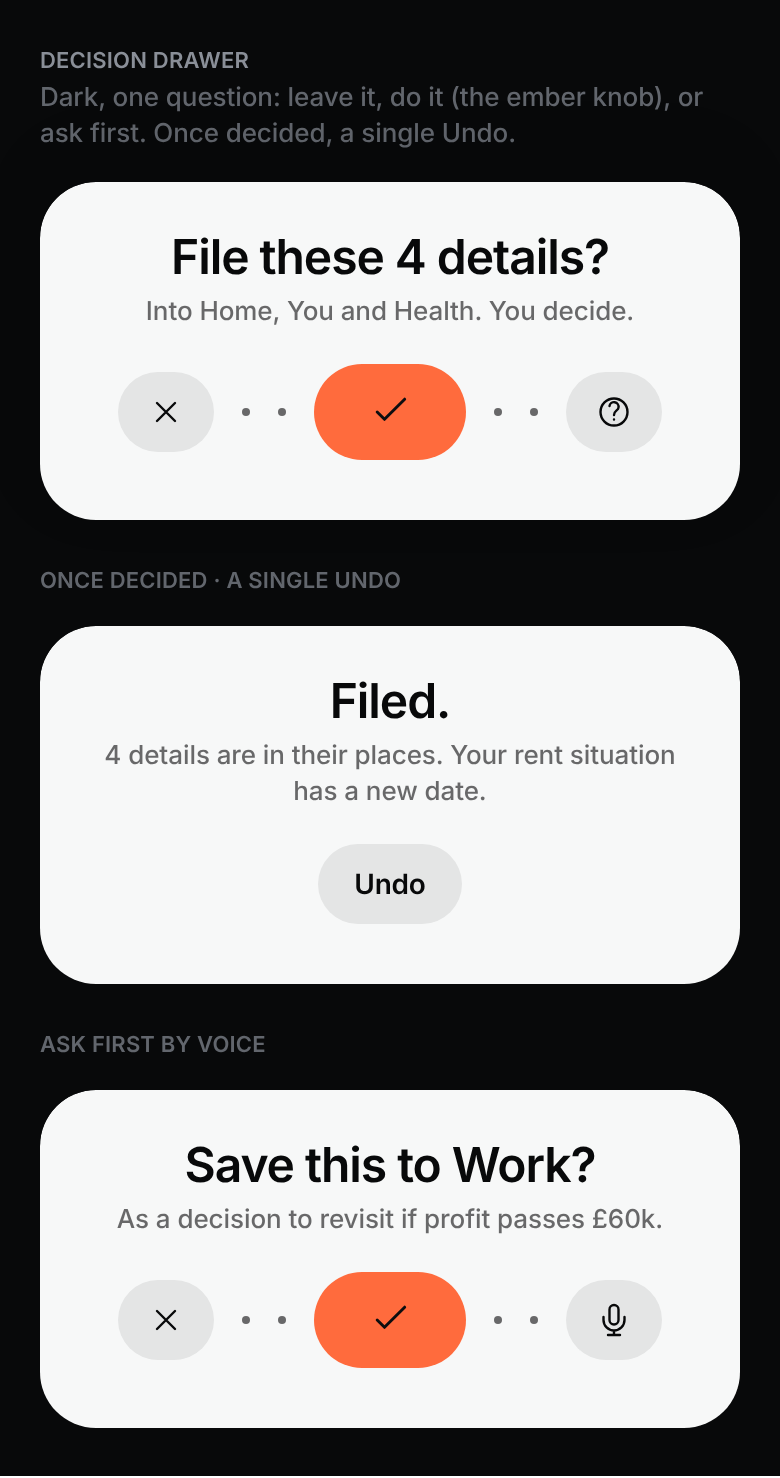 DECISION DRAWER
Dark, one question: leave it, do it (the ember knob), or
ask first. Once decided, a single Undo.
File these 4 details?
Into Home, You and Health. You decide.
ONCE DECIDED · A SINGLE UNDO
Filed.
4 details are in their places. Your rent situation
has a new date.
Undo
ASK FIRST BY VOICE
Save this to Work?
As a decision to revisit if profit passes £60k.